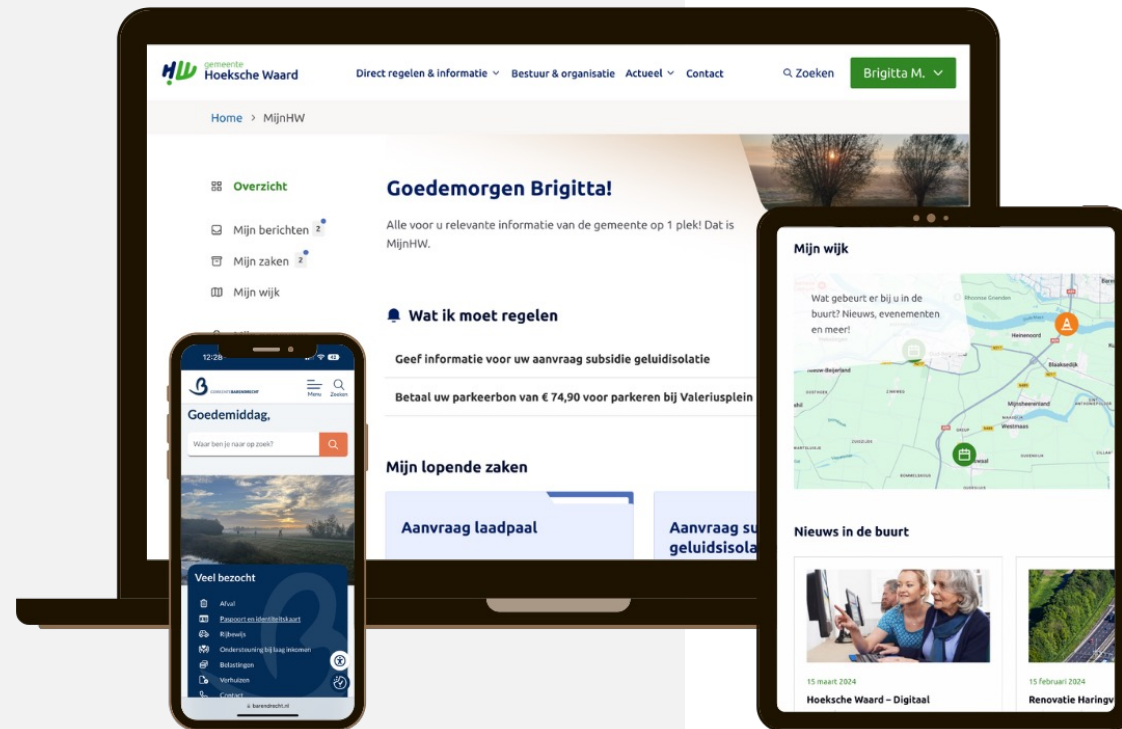 gemeente
Hoeksche Waard
Direct regelen & informatie
Bestuur & organisatie
Actueel
Contact
Zoeken
Brigitta M.
Home > MijnHW
Overzicht
Mijn berichten 2
Mijn zaken 2
Mijn wijk
Goedemorgen Brigitta!
Alle voor u relevante informatie van de gemeente op 1 plek! Dat is
MijnHW.
Wat ik moet regelen
Geef informatie voor uw aanvraag subsidie geluidisolatie
Betaal uw parkeerbon van € 74,90 voor parkeren bij Valeriusplein
Mijn lopende zaken
Aanvraag laadpaal
Aanvraag su
geluidsisola
12:28
GEMEENTE BARENDRECHT
Menu
Zoeken
Goedemiddag,
Waar ben je naar op zoek?
Veel bezocht
Afval
Paspoort en identiteitskaart
Rijbewijs
Ondersteuning bij laag inkomen
Belastingen
Verhuizen
Contact
barendrecht.nl
Mijn wijk
Wat gebeurt er bij u in de
buurt? Nieuws, evenementen
en meer!
Rhoonse Grienden
Heinenoord
Blaaksedijk
Mijnsheerenland
Westmaas
Nieuws in de buurt
15 maart 2024
Hoeksche Waard – Digitaal
15 februari 2024
Renovatie Haringv